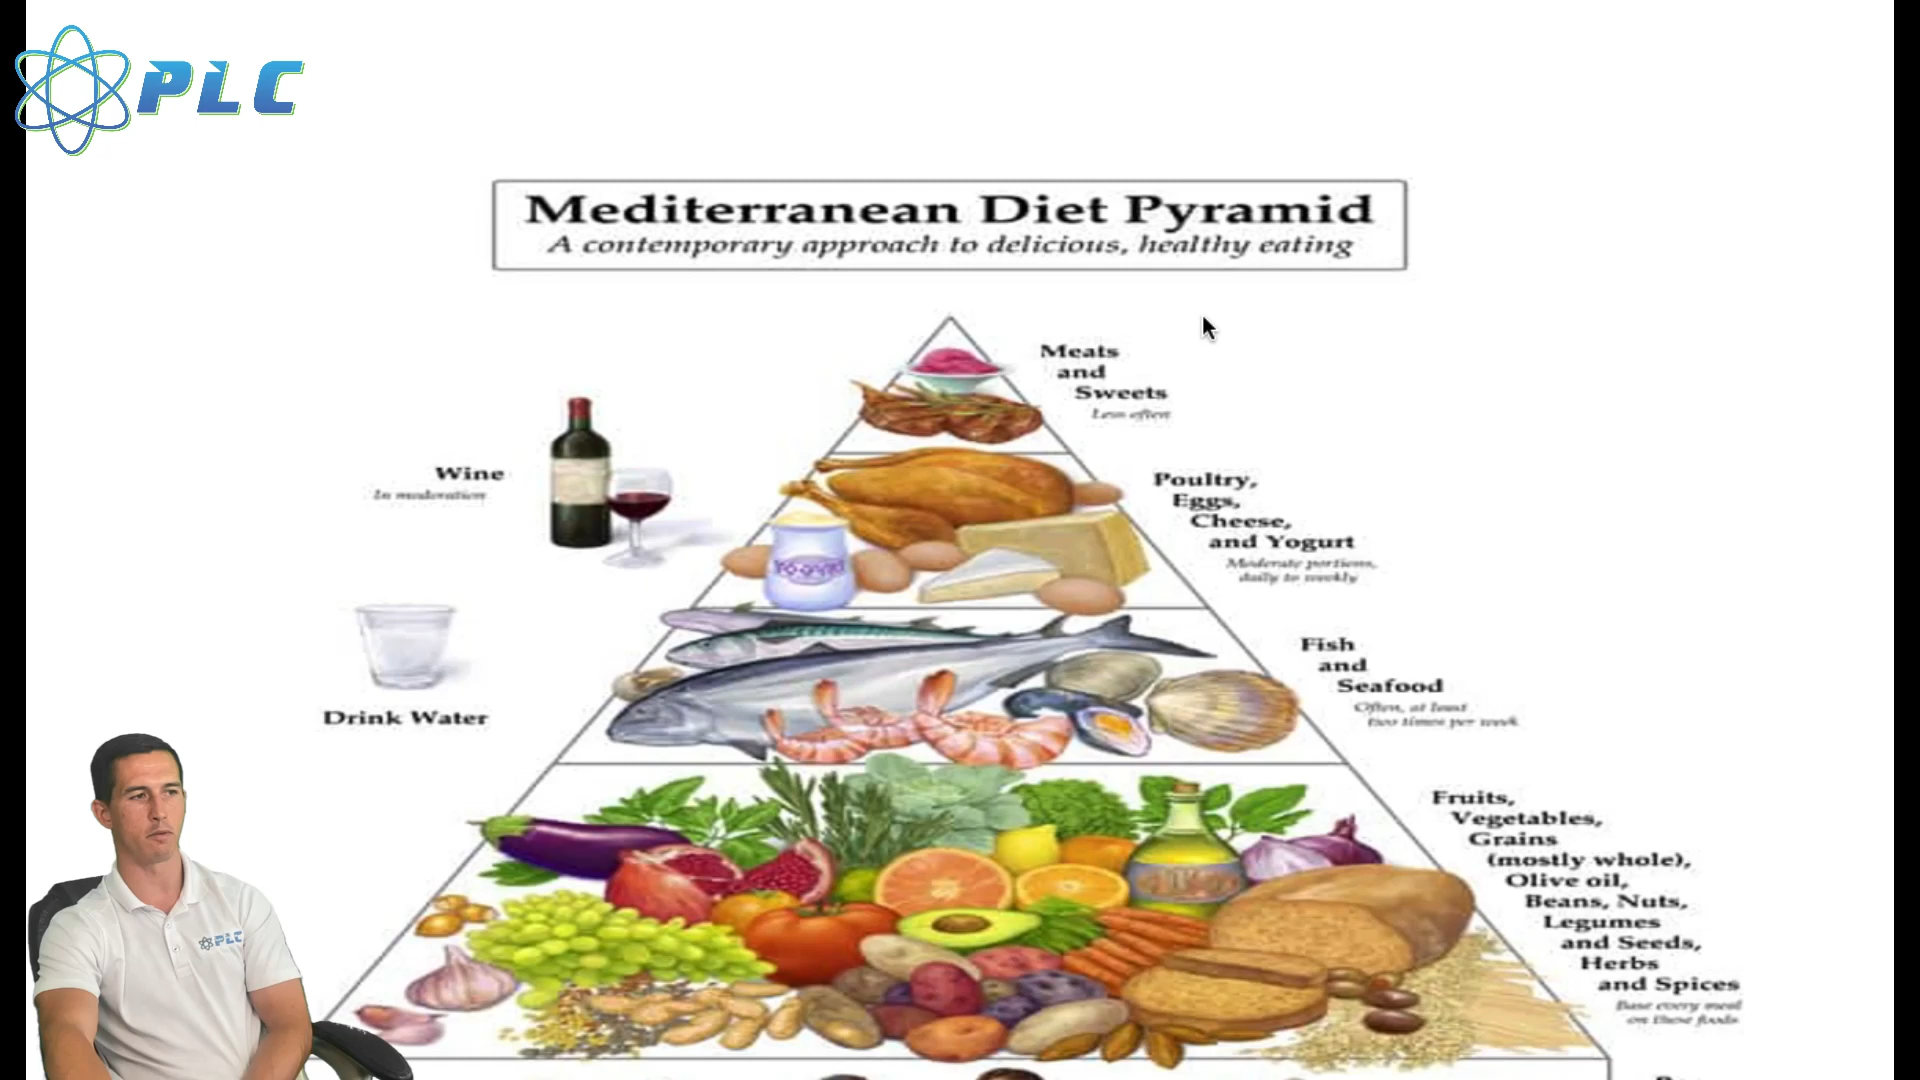 PLC
Mediterranean Diet Pyramid
A contemporary approach to delicious, healthy eating
Meats
and
Sweets
Less often
Wine
In moderation
Poultry,
Eggs,
Cheese,
and Yogurt
Moderate portions,
daily to weekly
YOGURT
Fish
and
Seafood
Often, at least
two times per week
Drink Water
Fruits,
Vegetables,
Grains
(mostly whole),
Olive oil,
Beans, Nuts,
Legumes
and Seeds,
Herbs
and Spices
Base every meal
on these foods
PLC